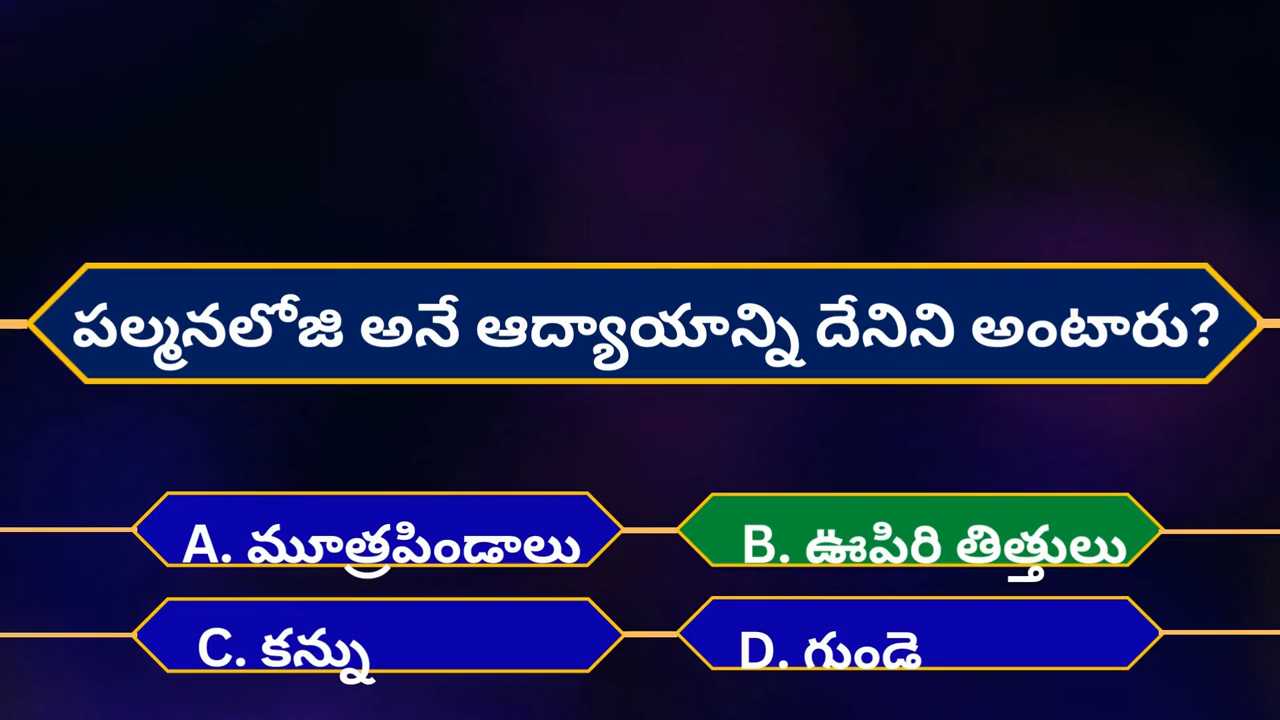 పల్మనలోజి అనే ఆద్యాయాన్ని దేనిని అంటారు?
A. మూత్రపిండాలు
B. ఊపిరి తిత్తులు
C. కన్ను
D. గుండె